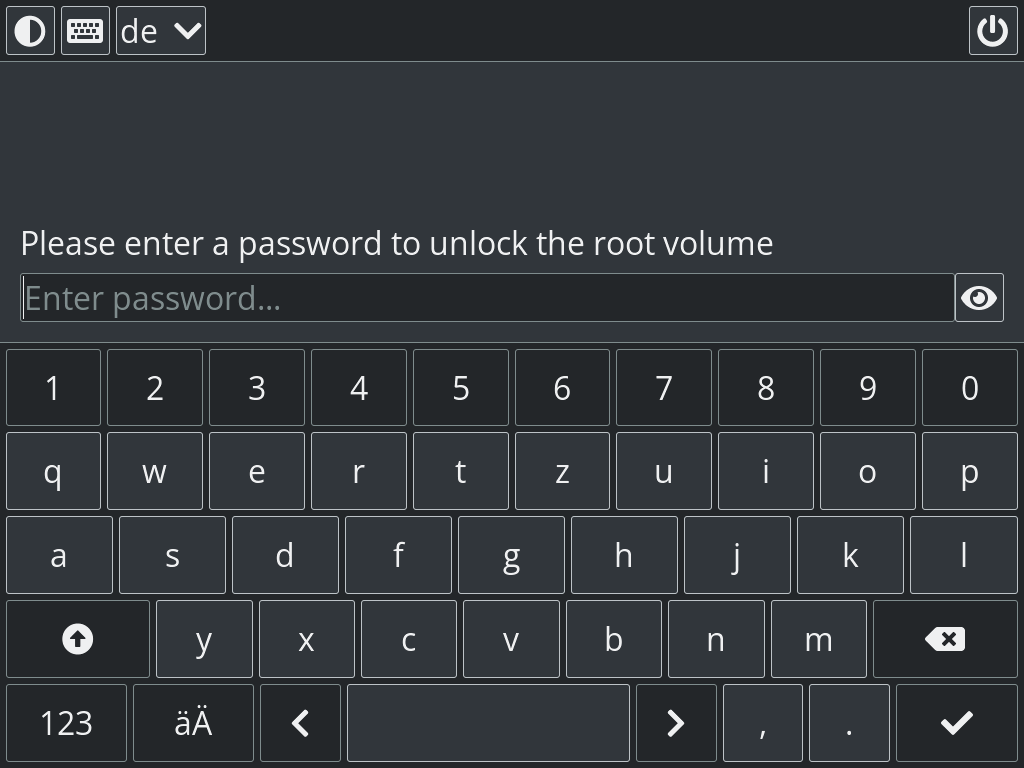 de
Please enter a password to unlock the root volume
Enter password...
1 2 3 4 5 6 7 8 9 0
q w e r t z u i o p
a s d f g h j k l
y x c v b n m
123 äÄ , .